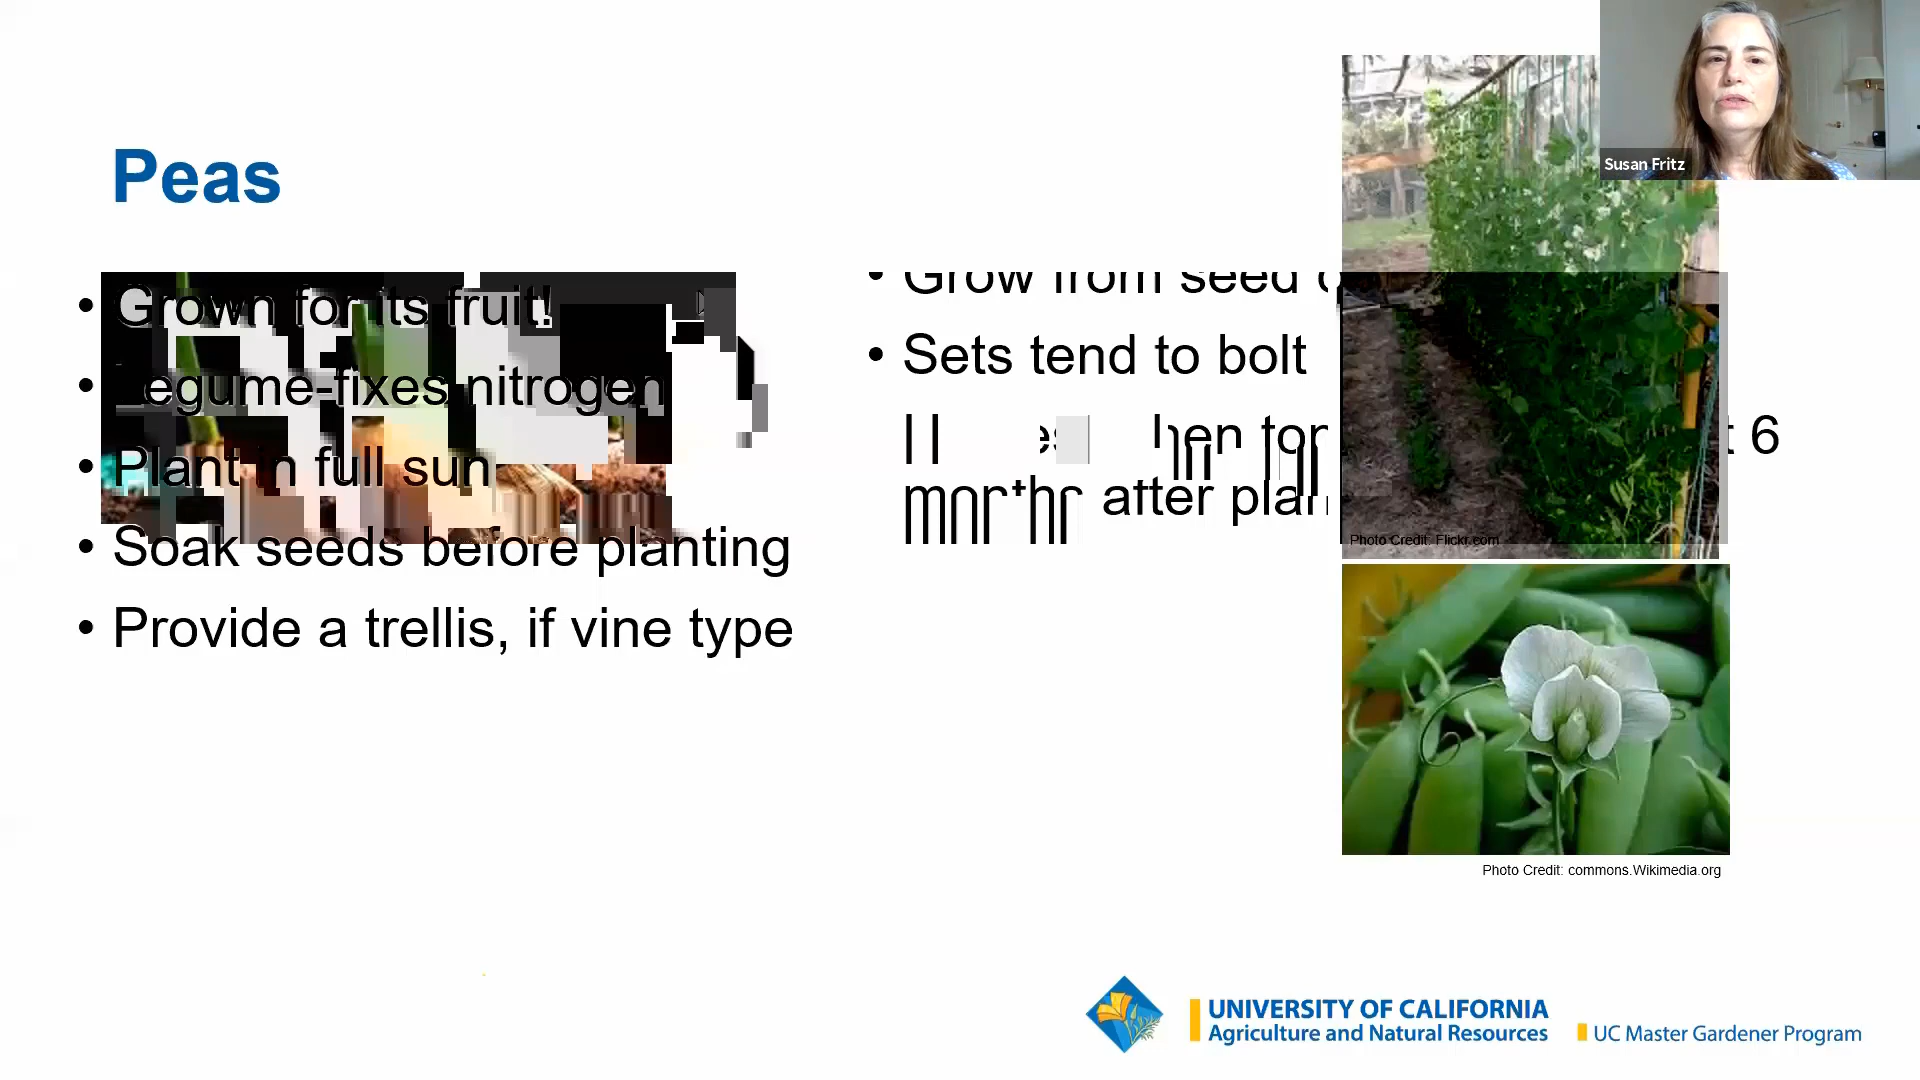 Susan Fritz
Peas
• Grown for its fruit!
• Legume-fixes nitrogen
• Plant in full sun
• Soak seeds before planting
• Provide a trellis, if vine type
• Grow from seed
• Sets tend to bolt
6
after
Photo Credit: Flickr.com
Photo Credit: commons.Wikimedia.org
UNIVERSITY OF CALIFORNIA
Agriculture and Natural Resources
UC Master Gardener Program